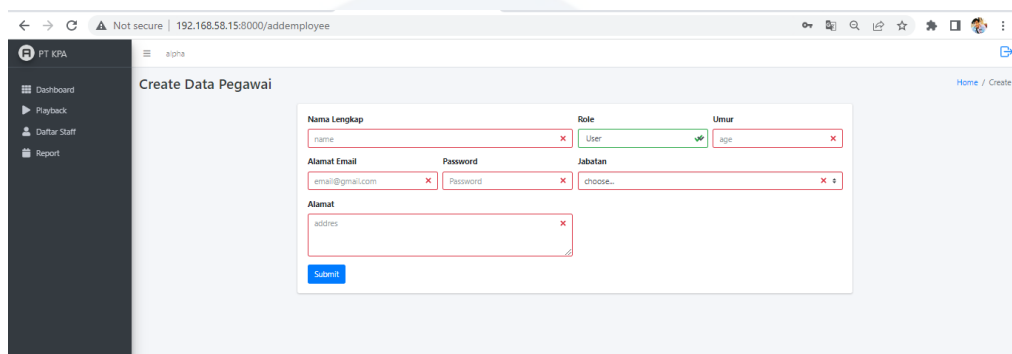 Not secure | 192.168.58.15:8000/addemployee
PT KPA
alpha
Dashboard
Playback
Daftar Staff
Report
Create Data Pegawai
Home / Create
Nama Lengkap
name
Role
User
Umur
age
Alamat Email
email@gmail.com
Password
Password
Jabatan
choose...
Alamat
addres
Submit